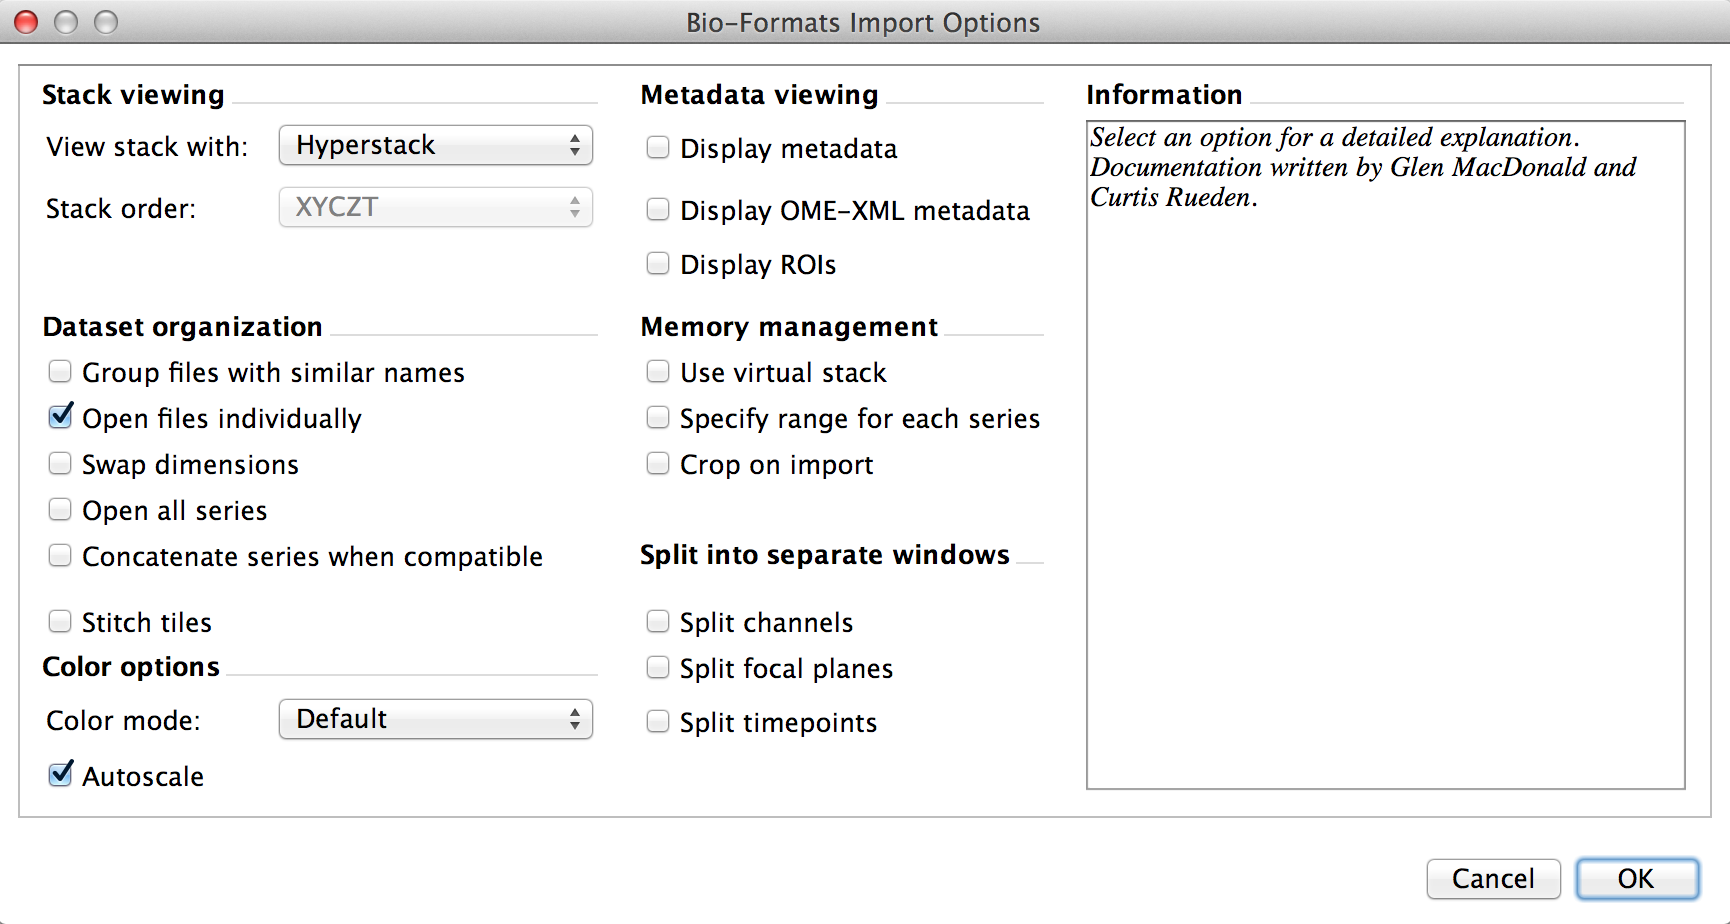 Bio-Formats Import Options
Stack viewing
View stack with:
Hyperstack
Stack order:
XYCZT
Dataset organization
Group files with similar names
Open files individually
Swap dimensions
Open all series
Concatenate series when compatible
Stitch tiles
Color options
Color mode:
Default
Autoscale
Metadata viewing
Display metadata
Display OME-XML metadata
Display ROIs
Memory management
Use virtual stack
Specify range for each series
Crop on import
Split into separate windows
Split channels
Split focal planes
Split timepoints
Information
Select an option for a detailed explanation.
Documentation written by Glen MacDonald and
Curtis Rueden.
Cancel
OK